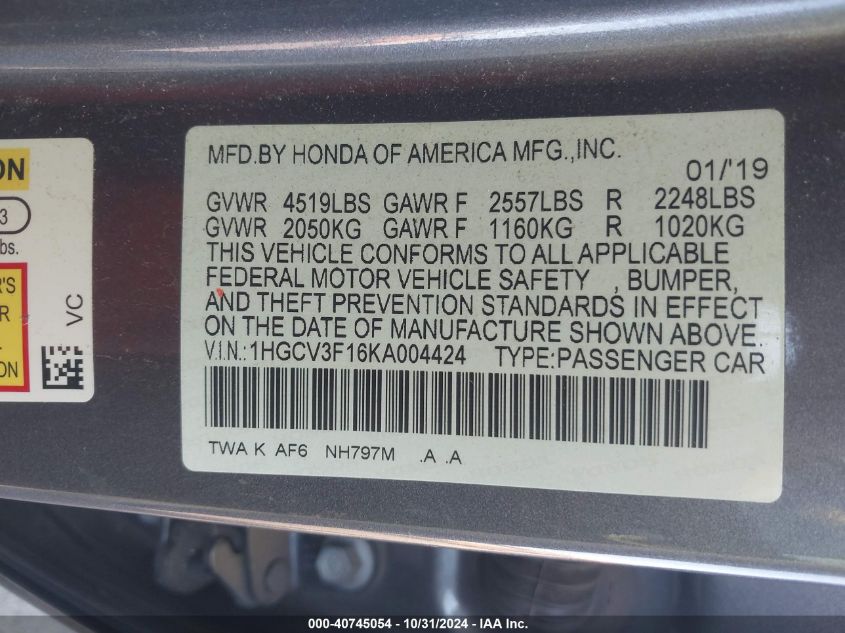 ON
3
bs.
R'S
R
L-
ON
VC
MFD.BY HONDA OF AMERICA MFG.,INC.
01/'19
GVWR 4519LBS GAWR F 2557LBS R 2248LBS
GVWR 2050KG GAWR F 1160KG R 1020KG
THIS VEHICLE CONFORMS TO ALL APPLICABLE
FEDERAL MOTOR VEHICLE SAFETY , BUMPER,
AND THEFT PREVENTION STANDARDS IN EFFECT
ON THE DATE OF MANUFACTURE SHOWN ABOVE.
V.I.N.:1HGCV3F16KA004424 TYPE:PASSENGER CAR
TWA K AF6 NH797M .A .A
000-40745054 - 10/31/2024 - IAA Inc.